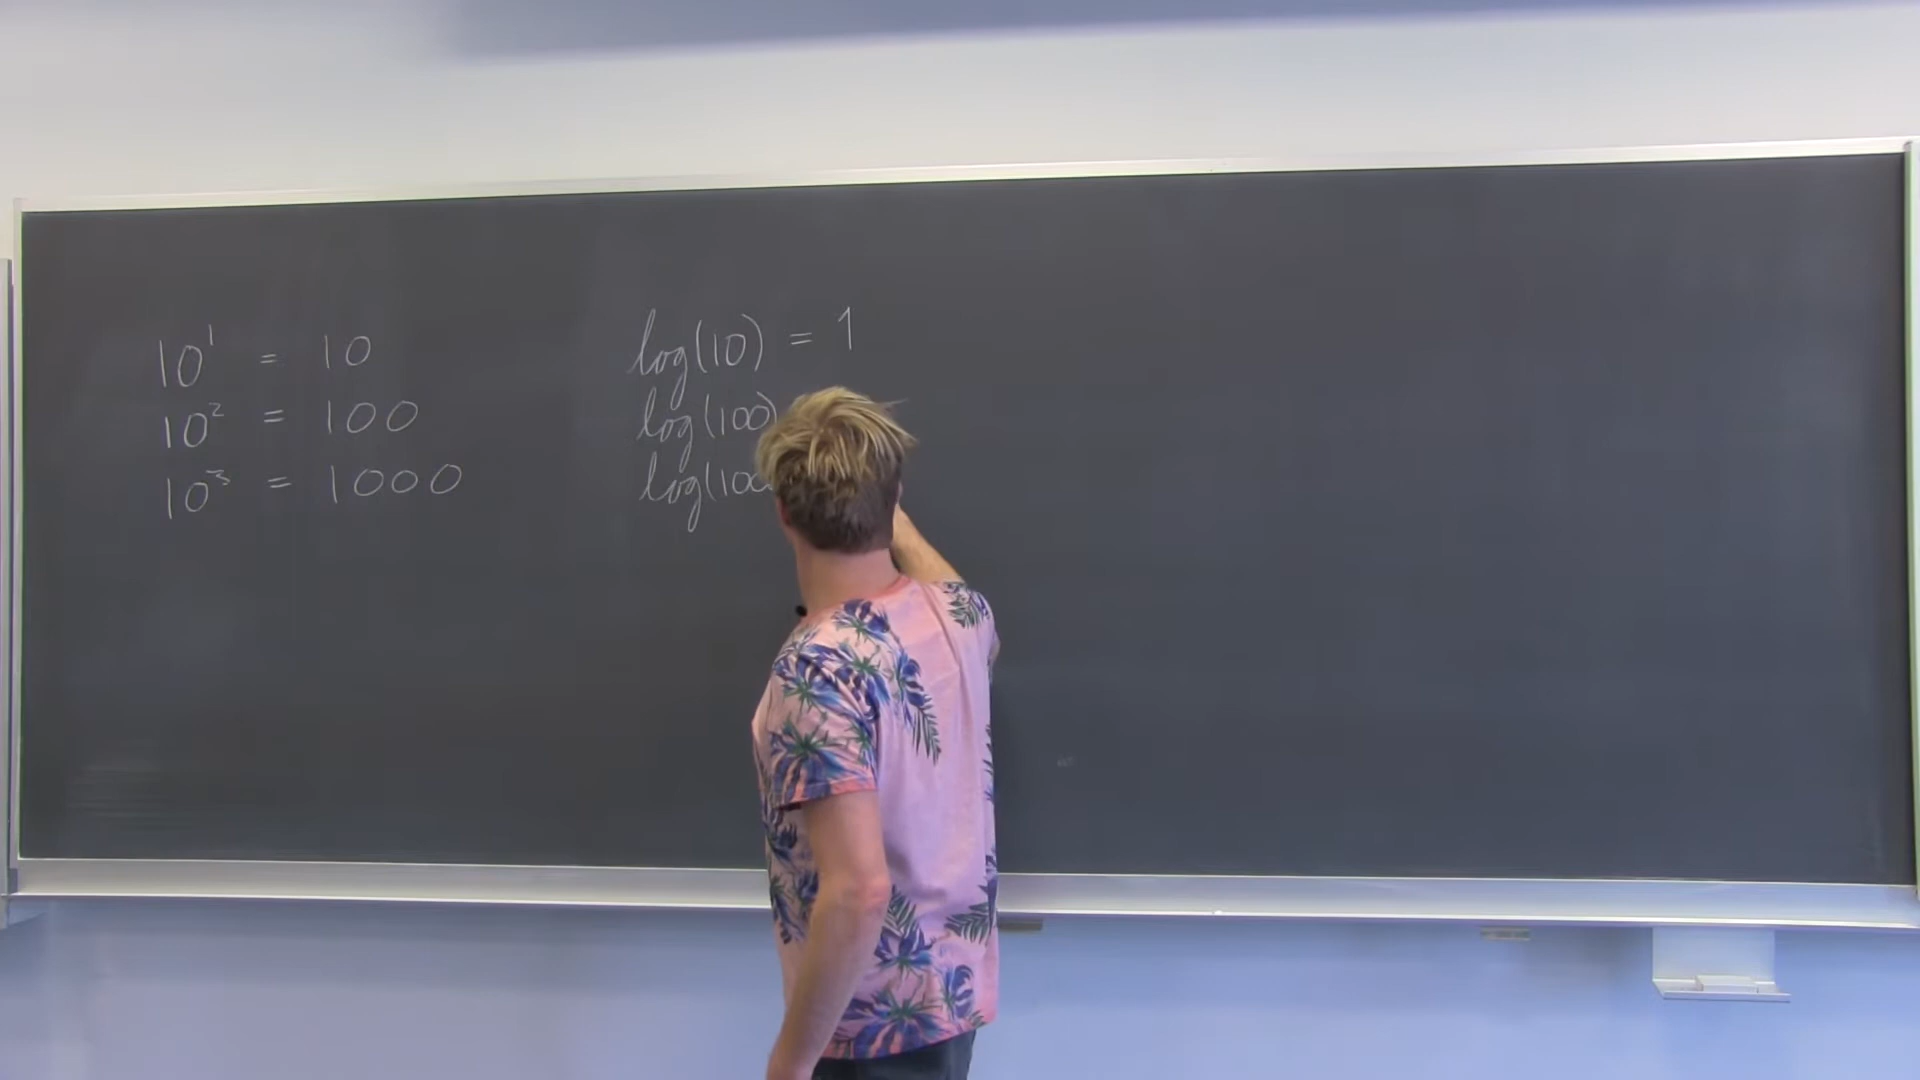 10¹ = 10
10² = 100
10³ = 1000
log(10) = 1
log(100)
log(100